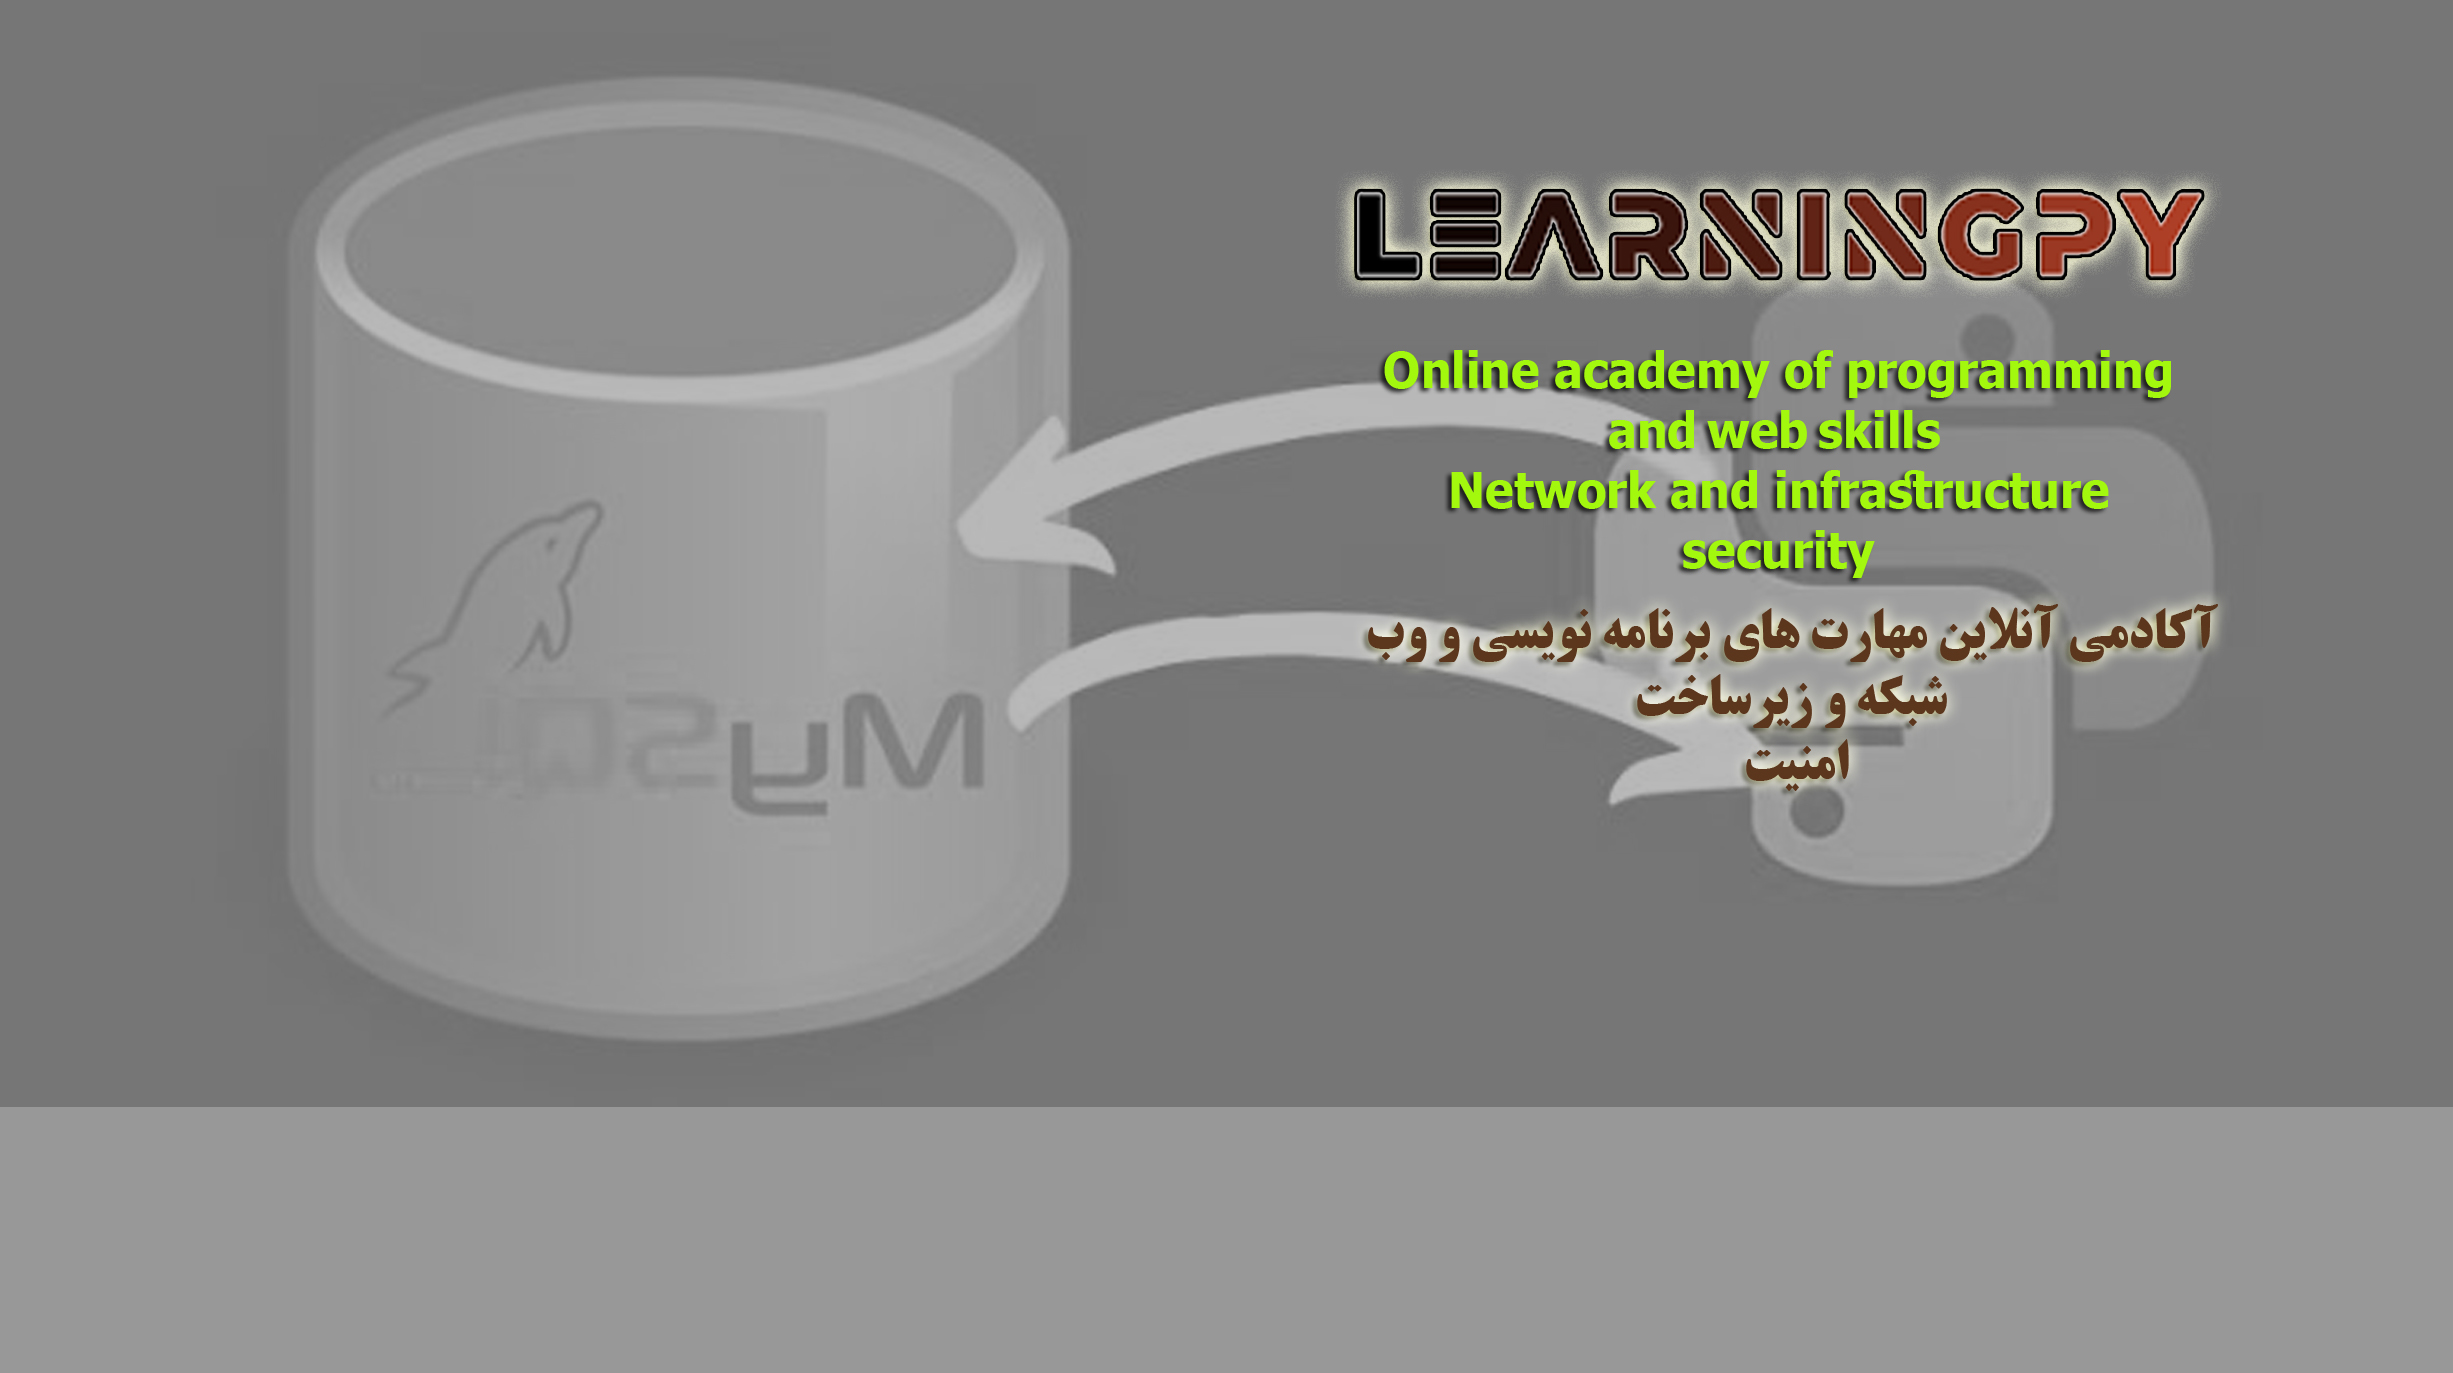 LEARNINGPY
Online academy of programming
and web skills
Network and infrastructure
security
آکادمی آنلاین مهارت های برنامه نویسی و وب
شبکه و زیرساخت
امنیت
MySQL